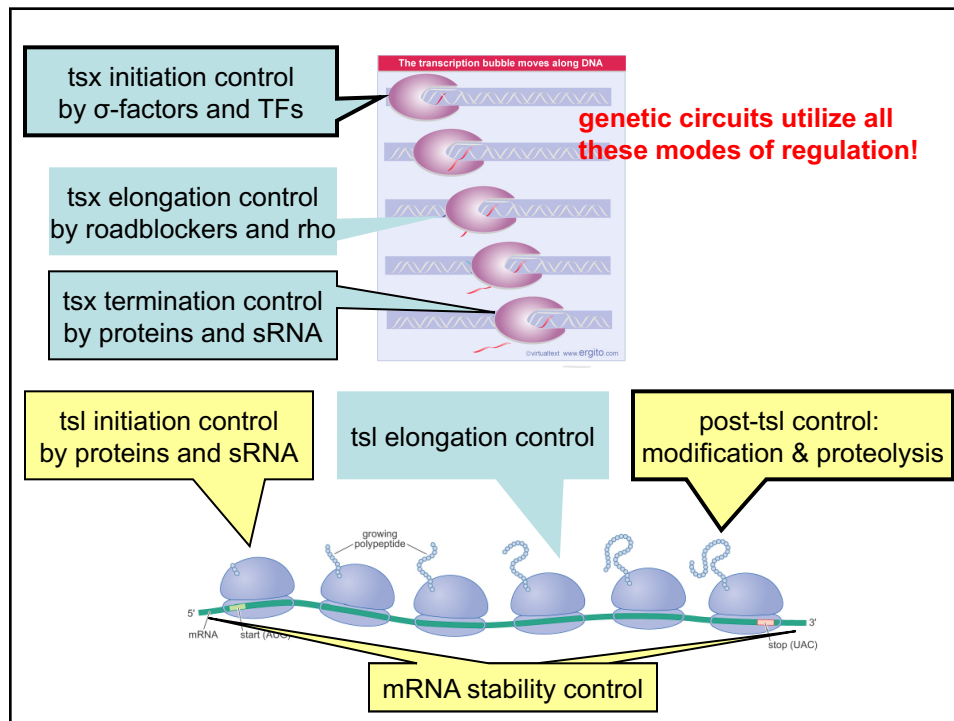 The transcription bubble moves along DNA
tsx initiation control
by σ-factors and TFs
genetic circuits utilize all
these modes of regulation!
tsx elongation control
by roadblockers and rho
tsx termination control
by proteins and sRNA
©virtualtext www.ergito.com
tsl initiation control
by proteins and sRNA
tsl elongation control
post-tsl control:
modification & proteolysis
growing
polypeptide
5'
3'
mRNA
start (AUG)
stop (UAC)
mRNA stability control